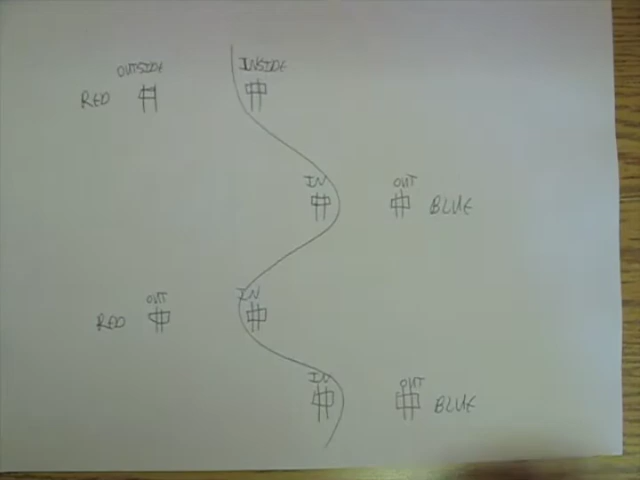 OUTSIDE INSIDE
RED
IN OUT
BLUE
OUT IN
RED
IN OUT
BLUE